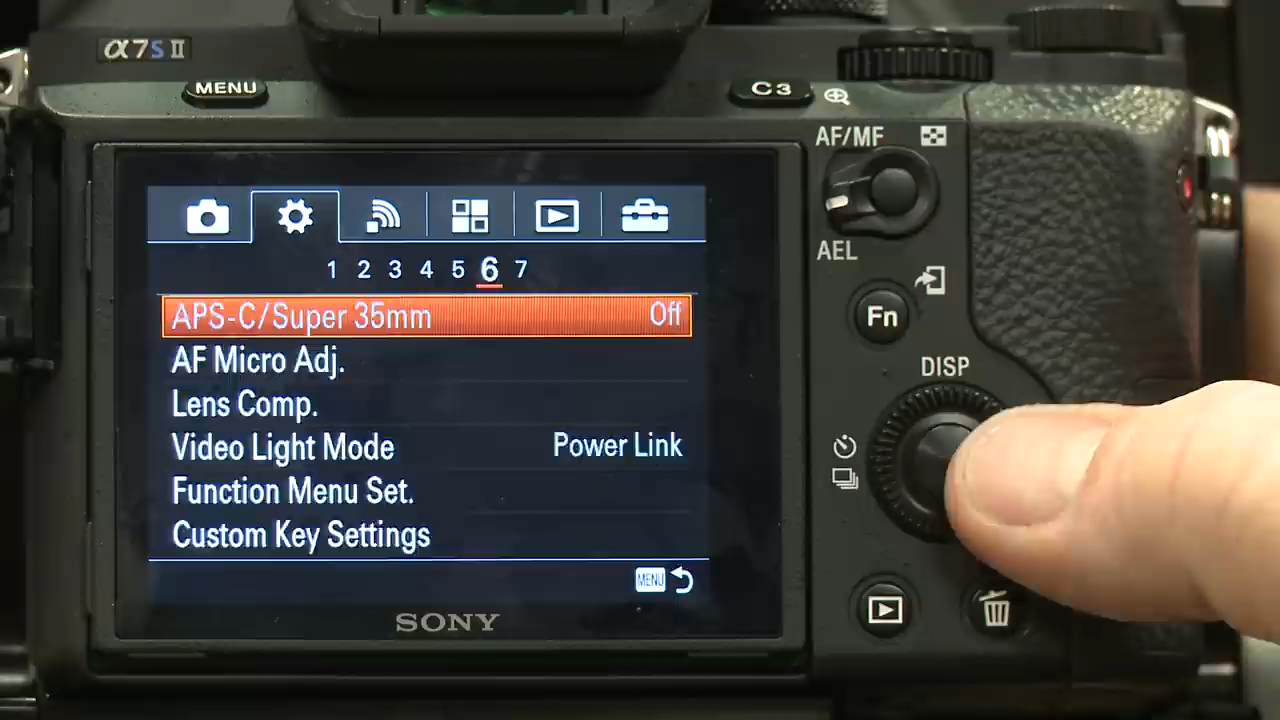 α7SII
MENU
C3
AF/MF
AEL
Fn
DISP
1 2 3 4 5 6 7
APS-C/Super 35mm Off
AF Micro Adj.
Lens Comp.
Video Light Mode Power Link
Function Menu Set.
Custom Key Settings
MENU
SONY